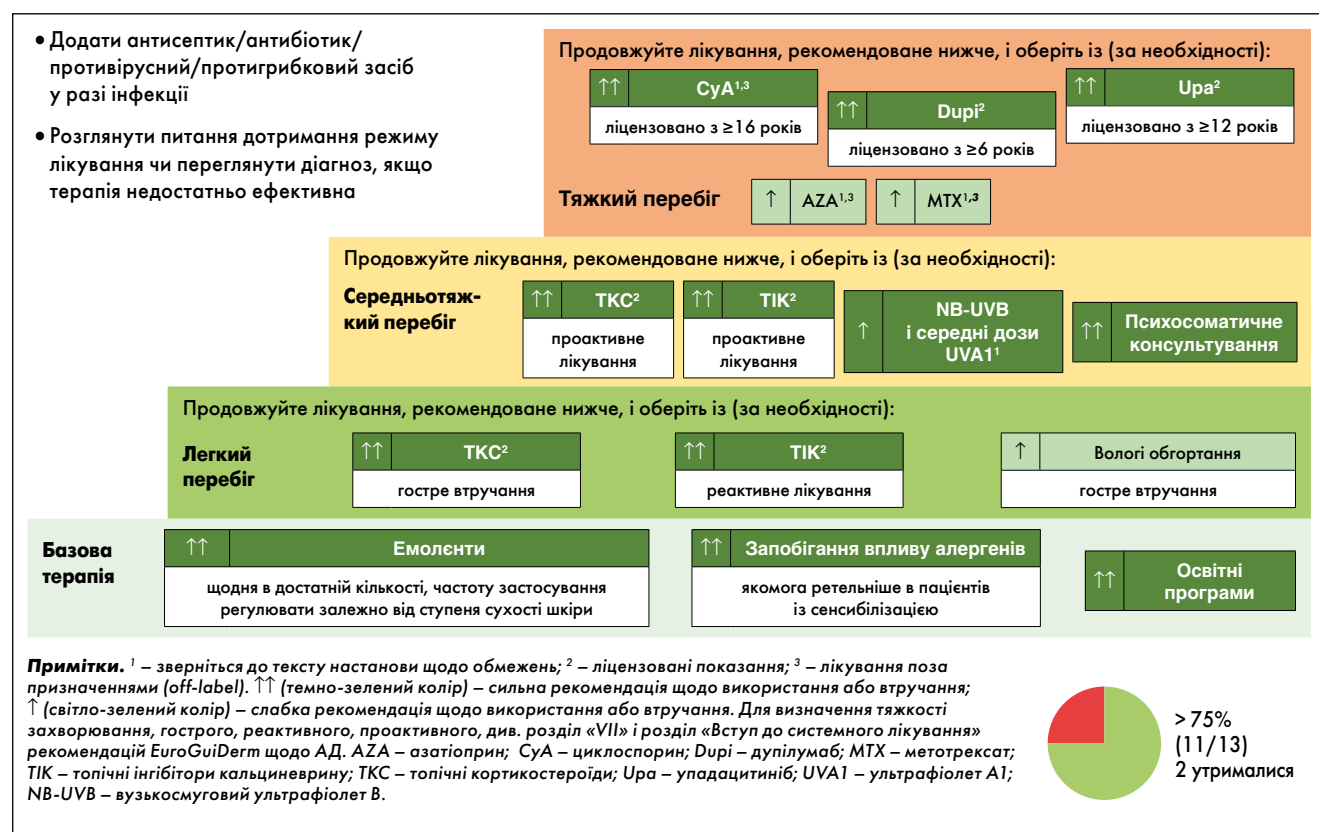 • Додати антисептик/антибіотик/
противірусний/протигрибковий засіб
у разі інфекції
• Розглянути питання дотримання режиму
лікування чи переглянути діагноз, якщо
терапія недостатньо ефективна
Продовжуйте лікування, рекомендоване нижче, і оберіть із (за необхідності):
↑↑ CyA¹,³
ліцензовано з ≥16 років
↑↑ Dupi²
ліцензовано з ≥6 років
↑↑ Upa²
ліцензовано з ≥12 років
Тяжкий перебіг
↑ AZA¹,³
↑ MTX¹,³
Продовжуйте лікування, рекомендоване нижче, і оберіть із (за необхідності):
Середньотяж-
кий перебіг
↑↑ ТКС²
проактивне
лікування
↑↑ ТІК²
проактивне
лікування
↑ NB-UVB
і середні дози
UVA1¹
↑↑ Психосоматичне
консультування
Продовжуйте лікування, рекомендоване нижче, і оберіть із (за необхідності):
Легкий
перебіг
↑↑ ТКС²
гостре втручання
↑↑ ТІК²
реактивне лікування
↑ Вологі обгортання
гостре втручання
Базова
терапія
↑↑ Емолєнти
щодня в достатній кількості, частоту застосування
регулювати залежно від ступеня сухості шкіри
↑↑ Запобігання впливу алергенів
якомога ретельніше в пацієнтів
із сенсибілізацією
↑↑ Освітні
програми
Примітки. ¹ – зверніться до тексту настанови щодо обмежень; ² – ліцензовані показання; ³ – лікування поза
призначеннями (off-label). ↑↑ (темно-зелений колір) – сильна рекомендація щодо використання або втручання;
↑ (світло-зелений колір) – слабка рекомендація щодо використання або втручання. Для визначення тяжкості
захворювання, гострого, реактивного, проактивного, див. розділ «VII» і розділ «Вступ до системного лікування»
рекомендацій EuroGuiDerm щодо АД. AZA – азатіоприн; CyA – циклоспорин; Dupi – дупілумаб; MTX – метотрексат;
ТІК – топічні інгібітори кальциневрину; ТКС – топічні кортикостероїди; Upa – упадацитиніб; UVA1 – ультрафіолет А1;
NB-UVB – вузькосмуговий ультрафіолет В.
> 75%
(11/13)
2 утрималися